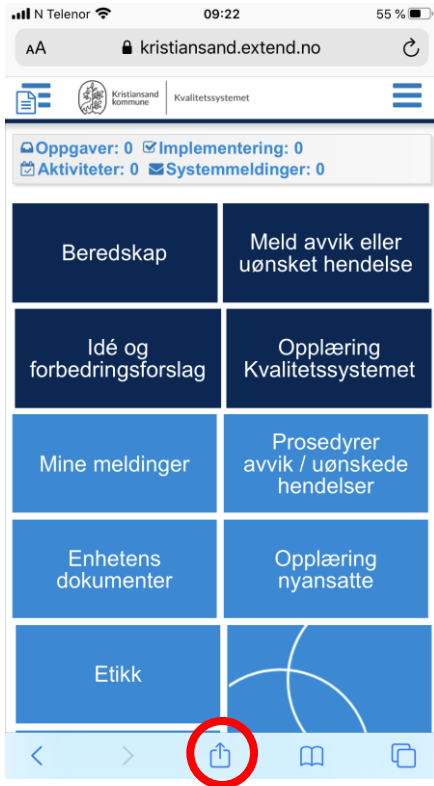 N Telenor 09:22 55 %
AA kristiansand.extend.no
Kristiansand
kommune
Kvalitetssystemet
Oppgaver: 0 Implementering: 0
Aktiviteter: 0 Systemmeldinger: 0
Beredskap
Meld avvik eller
uønsket hendelse
Idé og
forbedringsforslag
Opplæring
Kvalitetssystemet
Mine meldinger
Prosedyrer
avvik / uønskede
hendelser
Enhetens
dokumenter
Opplæring
nyansatte
Etikk